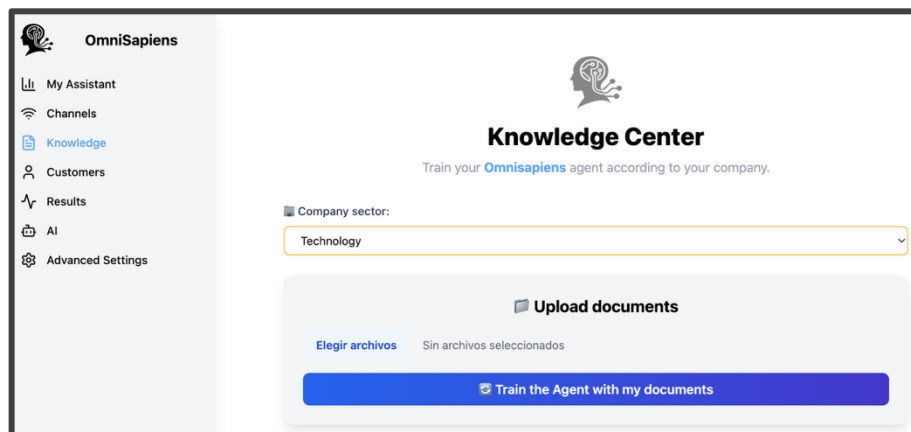 OmniSapiens
My Assistant
Channels
Knowledge
Customers
Results
AI
Advanced Settings
Knowledge Center
Train your Omnisapiens agent according to your company.
Company sector:
Technology
Upload documents
Elegir archivos Sin archivos seleccionados
Train the Agent with my documents